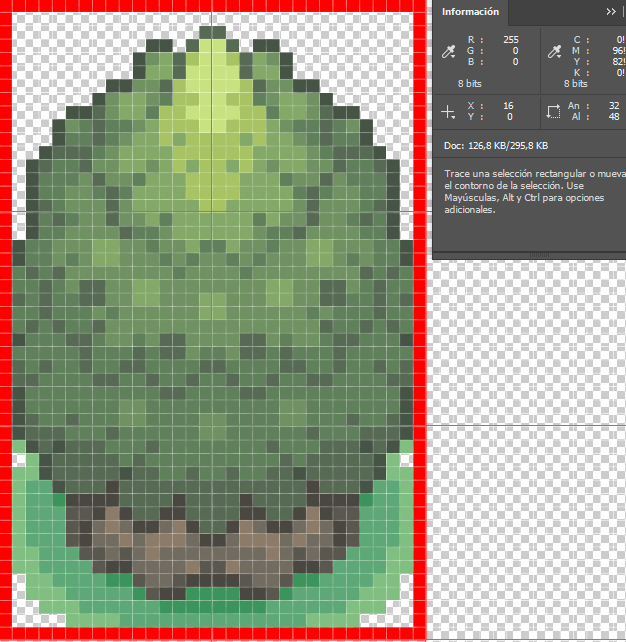 Información
R : 255
G : 0
B : 0
8 bits
C : 0!
M : 96!
Y : 82!
K : 0!
8 bits
X : 16
Y : 0
An : 32
Al : 48
Doc: 126,8 KB/295,8 KB
Trace una selección rectangular o mueva
el contorno de la selección. Use
Mayúsculas, Alt y Ctrl para opciones
adicionales.